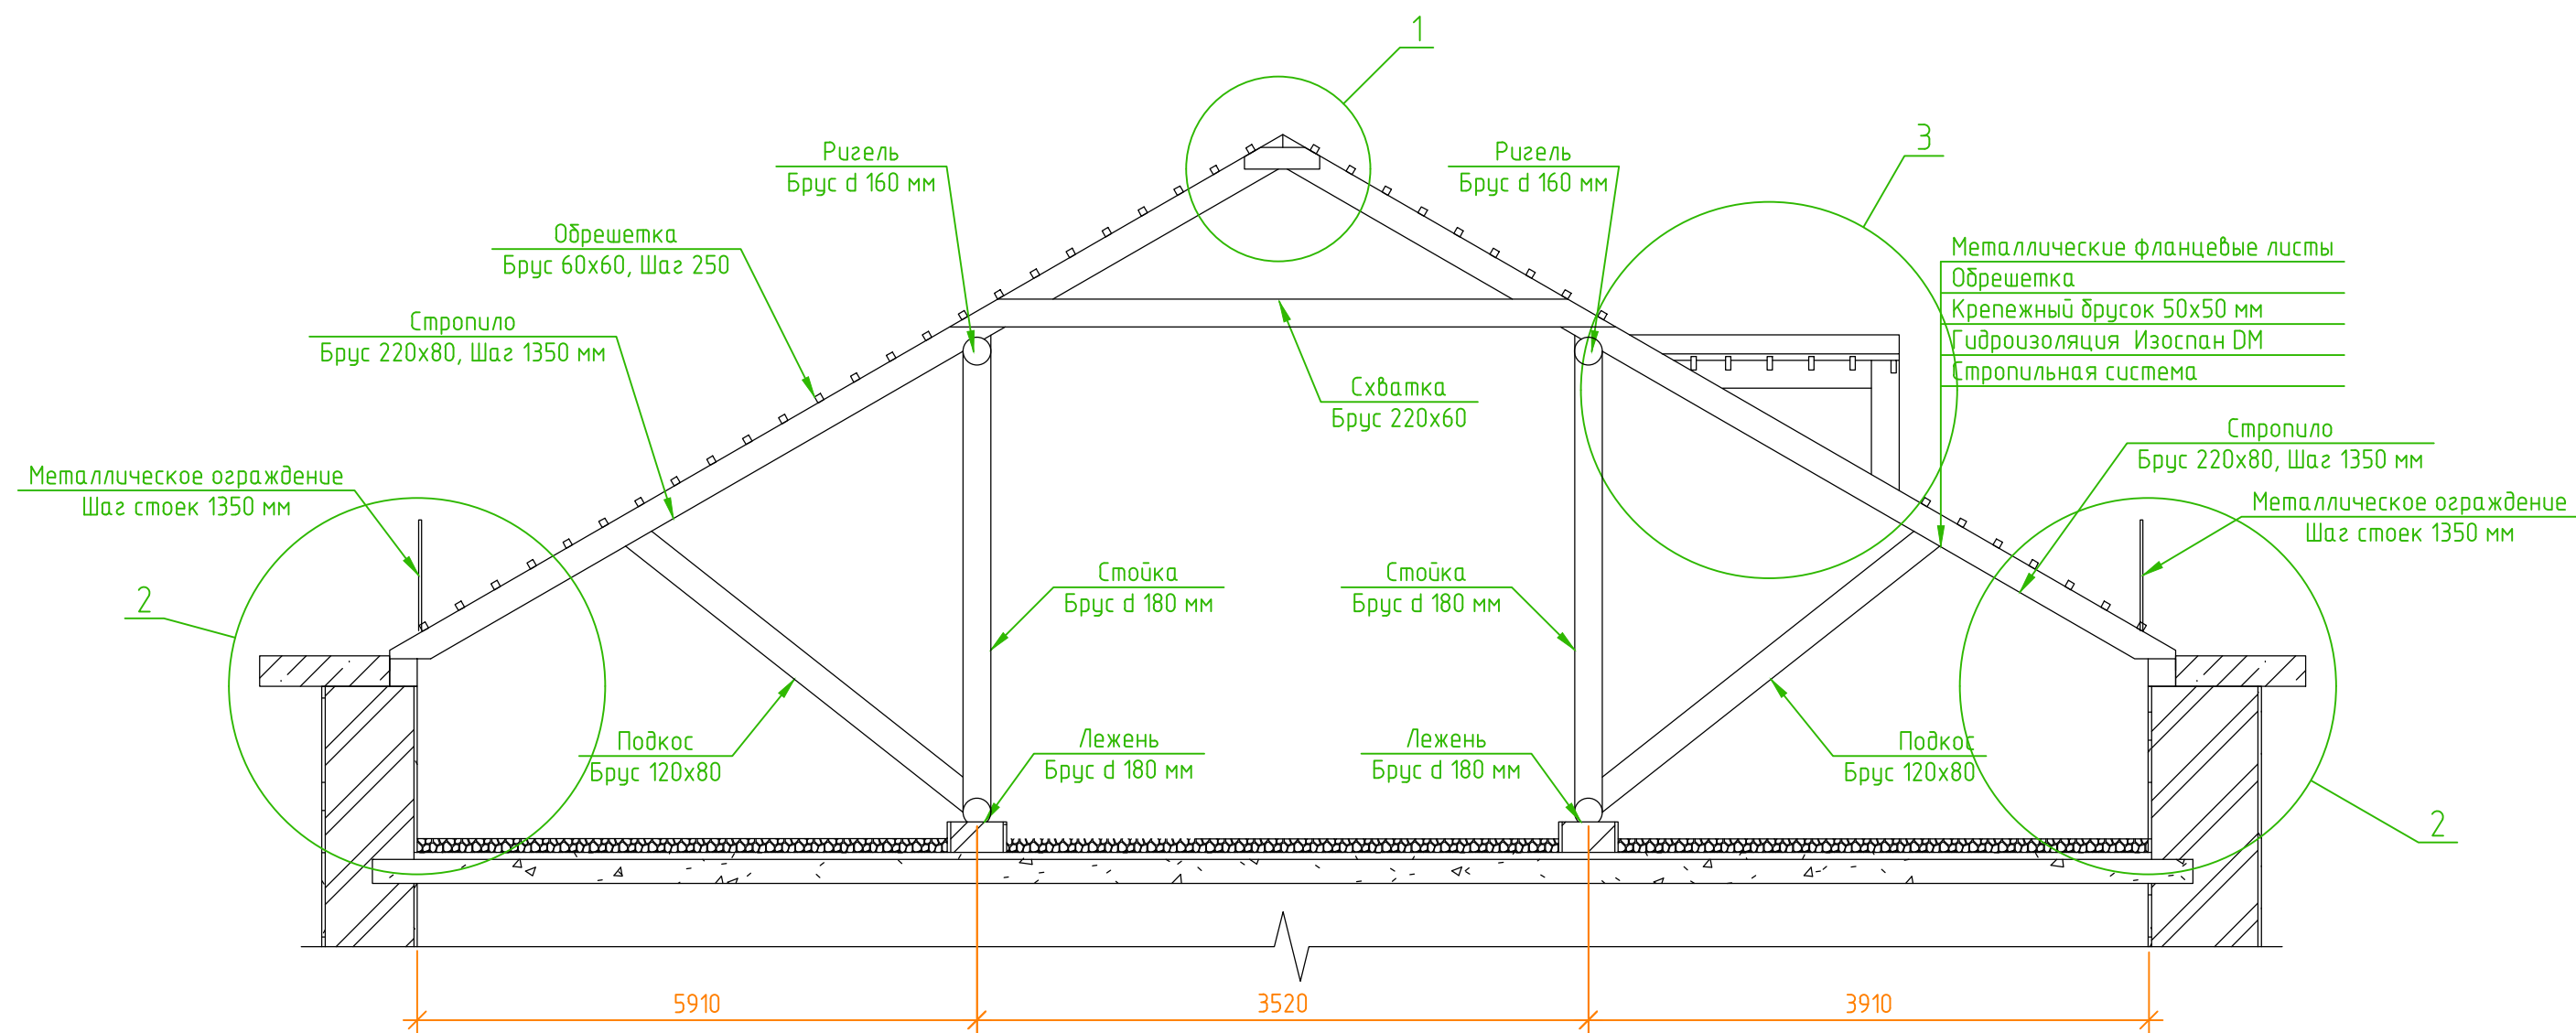 1
3
Ригель
Брус d 160 мм
Ригель
Брус d 160 мм
Обрешетка
Брус 60х60, Шаг 250
Металлические фланцевые листы
Обрешетка
Крепежный брусок 50х50 мм
Гидроизоляция Изоспан DM
Стропильная система
Стропило
Брус 220х80, Шаг 1350 мм
Схватка
Брус 220х60
Стропило
Брус 220х80, Шаг 1350 мм
Металлическое ограждение
Шаг стоек 1350 мм
Металлическое ограждение
Шаг стоек 1350 мм
2
Стойка
Брус d 180 мм
Стойка
Брус d 180 мм
Подкос
Брус 120х80
Лежень
Брус d 180 мм
Лежень
Брус d 180 мм
Подкос
Брус 120х80
2
5910
3520
3910